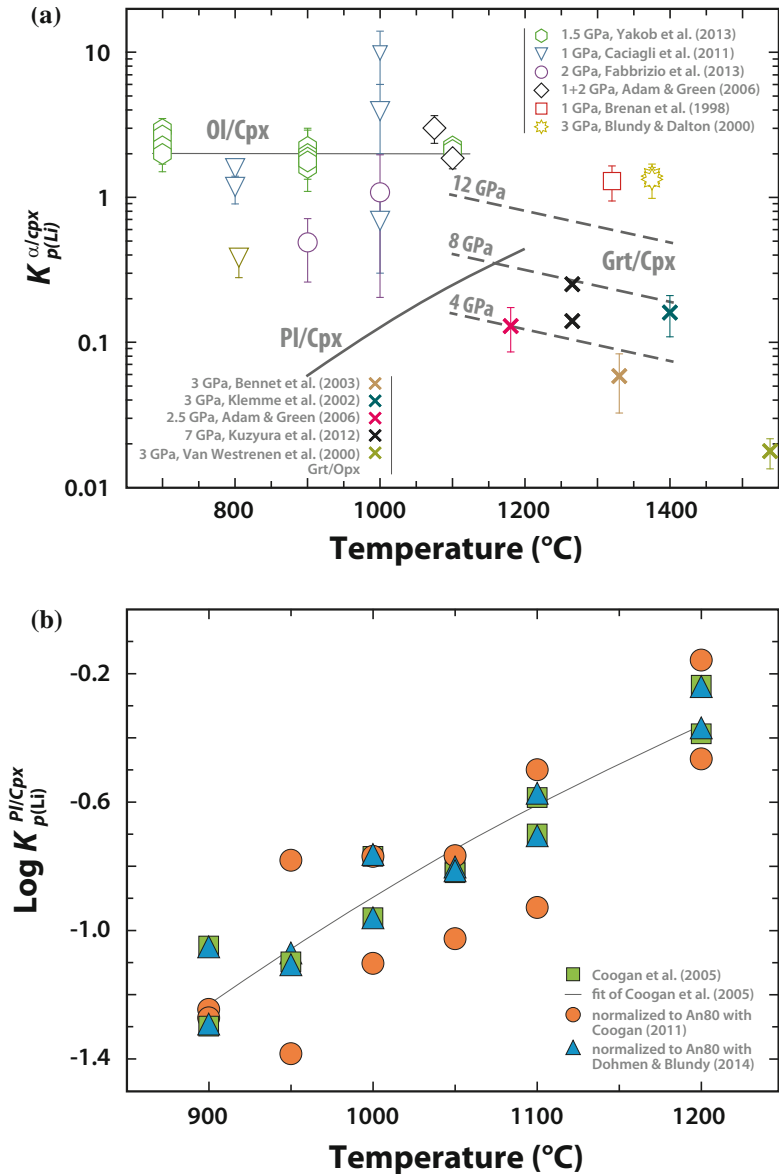 (a)
10
1
0.1
0.01
K α/cpx p(Li)
1.5 GPa, Yakob et al. (2013)
1 GPa, Caciagli et al. (2011)
2 GPa, Fabbrizio et al. (2013)
1+2 GPa, Adam & Green (2006)
1 GPa, Brenan et al. (1998)
3 GPa, Blundy & Dalton (2000)
Ol/Cpx
12 GPa
8 GPa
Grt/Cpx
4 GPa
Pl/Cpx
3 GPa, Bennet et al. (2003)
3 GPa, Klemme et al. (2002)
2.5 GPa, Adam & Green (2006)
7 GPa, Kuzyura et al. (2012)
3 GPa, Van Westrenen et al. (2000)
Grt/Opx
800 1000 1200 1400
Temperature (°C)
(b)
-0.2
-0.6
-1.0
-1.4
Log K Pl/Cpx p(Li)
Coogan et al. (2005)
fit of Coogan et al. (2005)
normalized to An80 with
Coogan (2011)
normalized to An80 with
Dohmen & Blundy (2014)
900 1000 1100 1200
Temperature (°C)